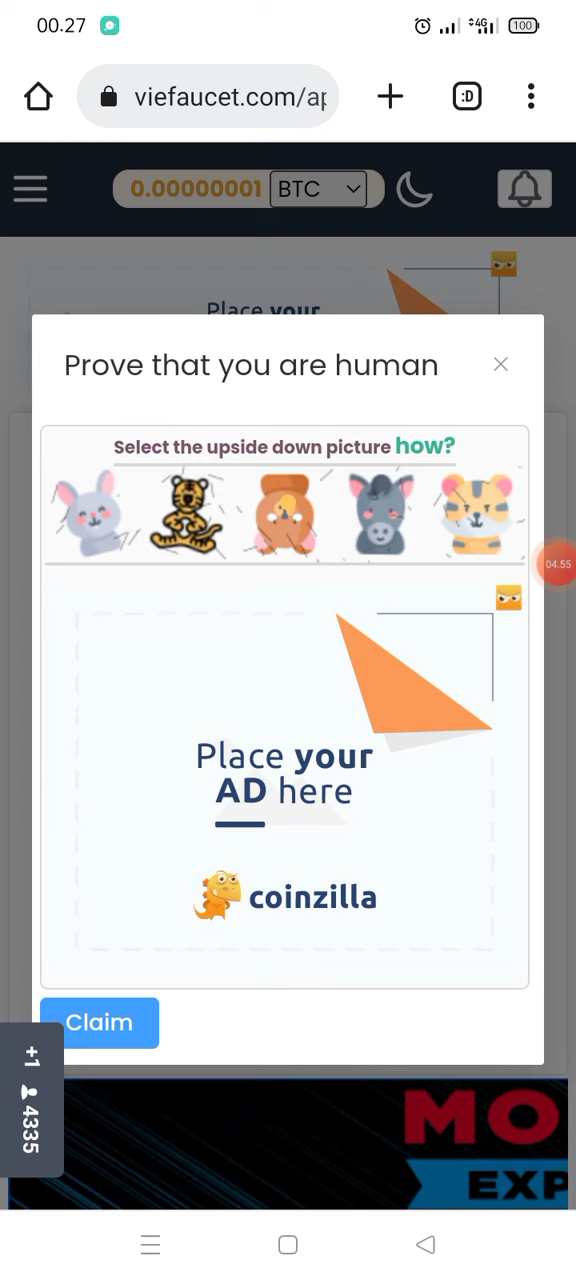 00.27
4G
100
viefaucet.com/ap
:D
0.00000001 BTC
Place your
Prove that you are human
Select the upside down picture how?
04.55
Place your
AD here
coinzilla
Claim
+1
4335
MO
EXP